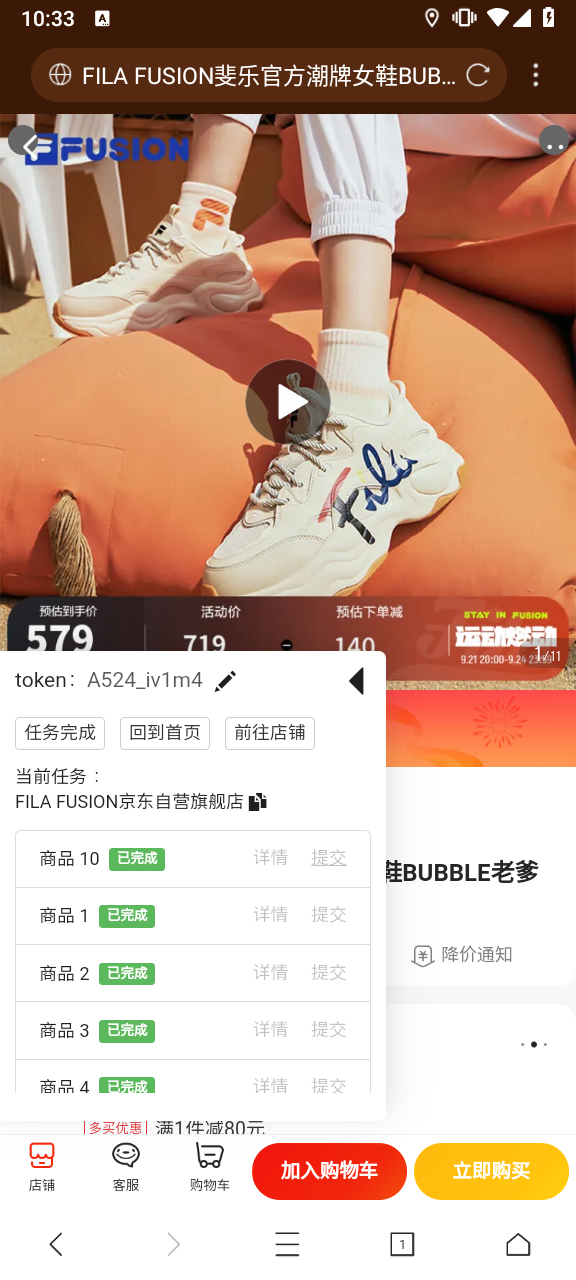 10:33
FILA FUSION斐乐官方潮牌女鞋BUB...
FUSION
预估到手价 活动价 预估下单减
579 719 140
STAY IN FUSION
运动燃动
9.21 20:00-9.24 23:59
1/11
token: A524_iv1m4
任务完成 回到首页 前往店铺
当前任务：
FILA FUSION京东自营旗舰店
商品 10 已完成 详情 提交
商品 1 已完成 详情 提交
商品 2 已完成 详情 提交
商品 3 已完成 详情 提交
商品 4 已完成 详情 提交
鞋BUBBLE老爹
降价通知
多买优惠 满1件减80元
店铺 客服 购物车 加入购物车 立即购买
1